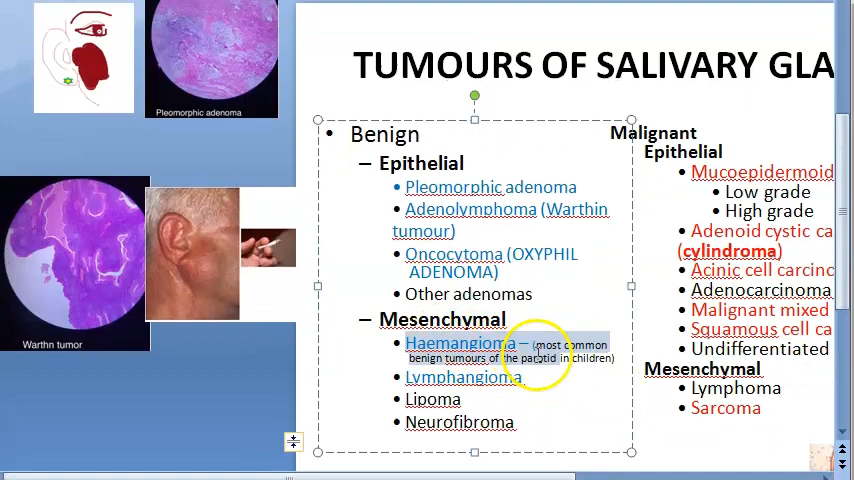 Pleomorphic adenoma
Warthn tumor
TUMOURS OF SALIVARY GLA
• Benign
– Epithelial
• Pleomorphic adenoma
• Adenolymphoma (Warthin
tumour)
• Oncocytoma (OXYPHIL
ADENOMA)
• Other adenomas
– Mesenchymal
• Haemangioma – (most common
benign tumours of the parotid in children)
• Lymphangioma
• Lipoma
• Neurofibroma
Malignant
Epithelial
• Mucoepidermoid
• Low grade
• High grade
• Adenoid cystic ca
(cylindroma)
• Acinic cell carcinc
• Adenocarcinoma
• Malignant mixed
• Squamous cell ca
• Undifferentiated
Mesenchymal
• Lymphoma
• Sarcoma